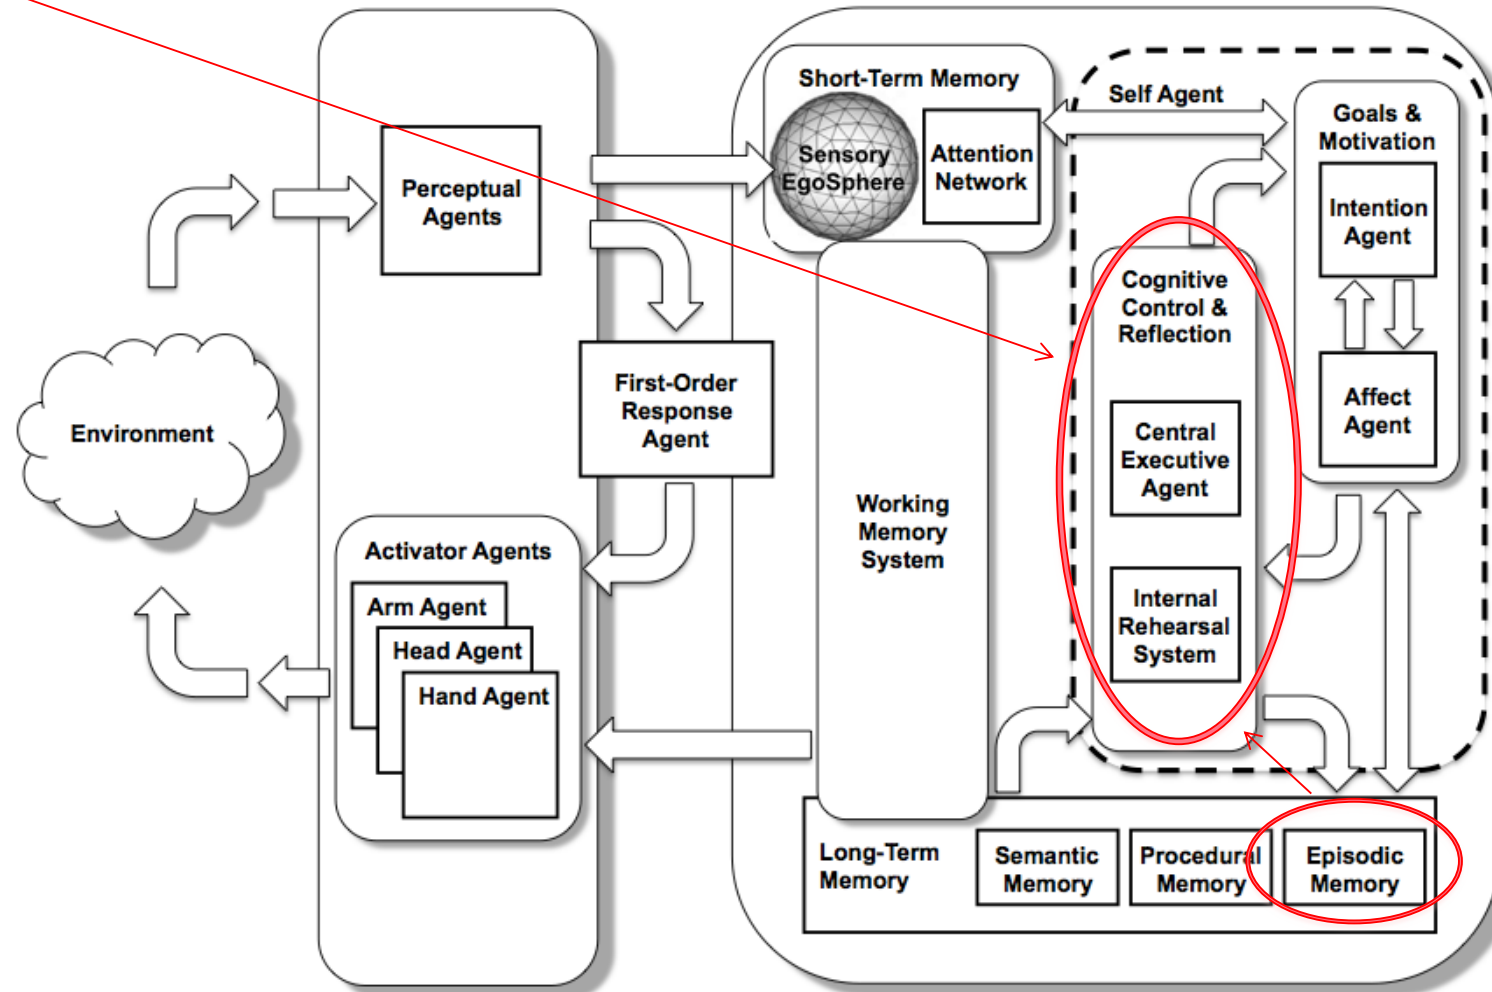 Short-Term Memory
Sensory
EgoSphere
Attention
Network
Self Agent
Goals &
Motivation
Intention
Agent
Affect
Agent
Perceptual
Agents
Cognitive
Control &
Reflection
Central
Executive
Agent
Internal
Rehearsal
System
First-Order
Response
Agent
Environment
Working
Memory
System
Activator Agents
Arm Agent
Head Agent
Hand Agent
Long-Term
Memory
Semantic
Memory
Procedural
Memory
Episodic
Memory